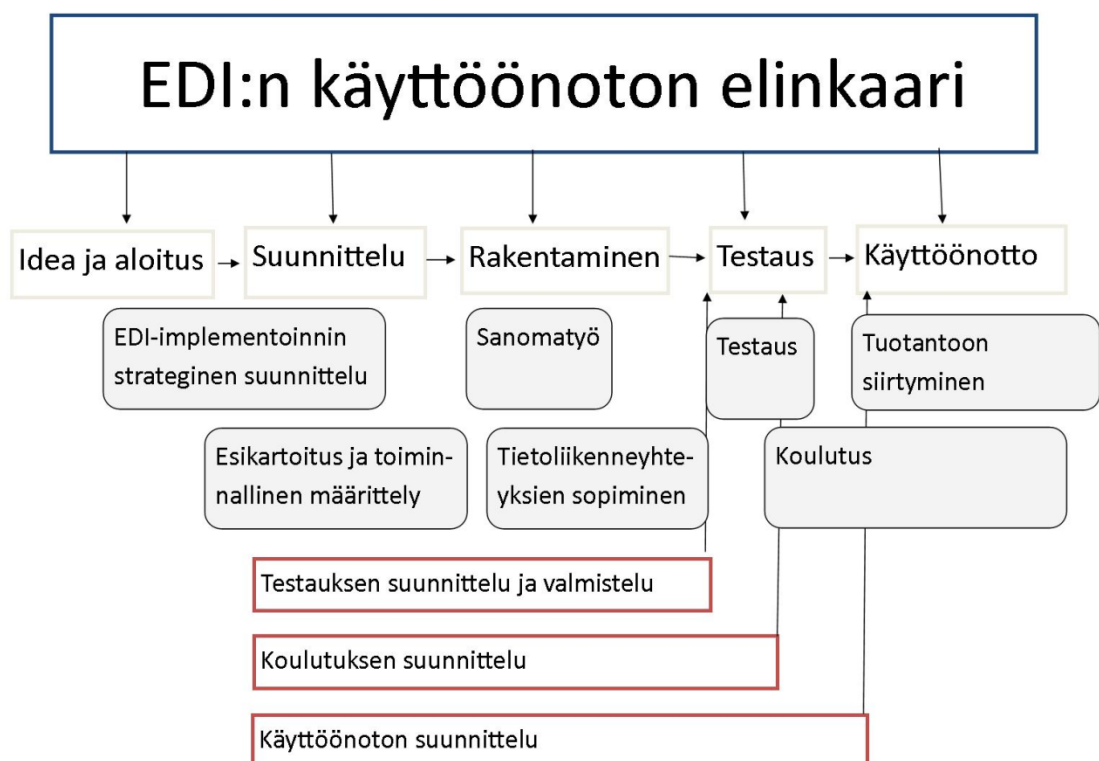 EDI:n käyttöönoton elinkaari
Idea ja aloitus
Suunnittelu
Rakentaminen
Testaus
Käyttöönotto
EDI-implementoinnin
strateginen suunnittelu
Sanomatyö
Testaus
Tuotantoon
siirtyminen
Esikartoitus ja toimin-
nallinen määrittely
Tietoliikenneyhte-
yksien sopiminen
Koulutus
Testauksen suunnittelu ja valmistelu
Koulutuksen suunnittelu
Käyttöönoton suunnittelu